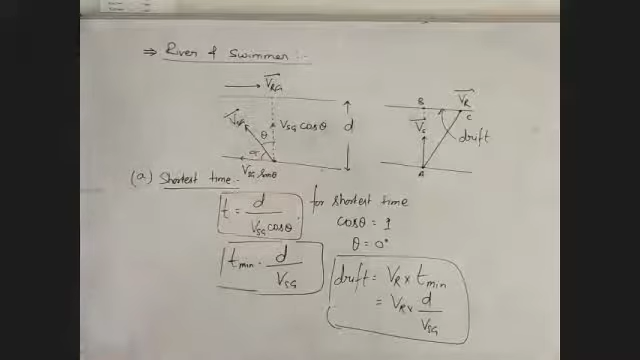 ⇒ River & Swimmer :-
V_RG
V_SG
θ
V_SG cosθ
d
α
V_SG sinθ
B
V_R
C
V_s
drift
A
(a) Shortest time:-
t = d / V_SG cosθ
for shortest time
cosθ = 1
θ = 0°
t_min = d / V_SG
drift = V_R × t_min
= V_R × d / V_SG